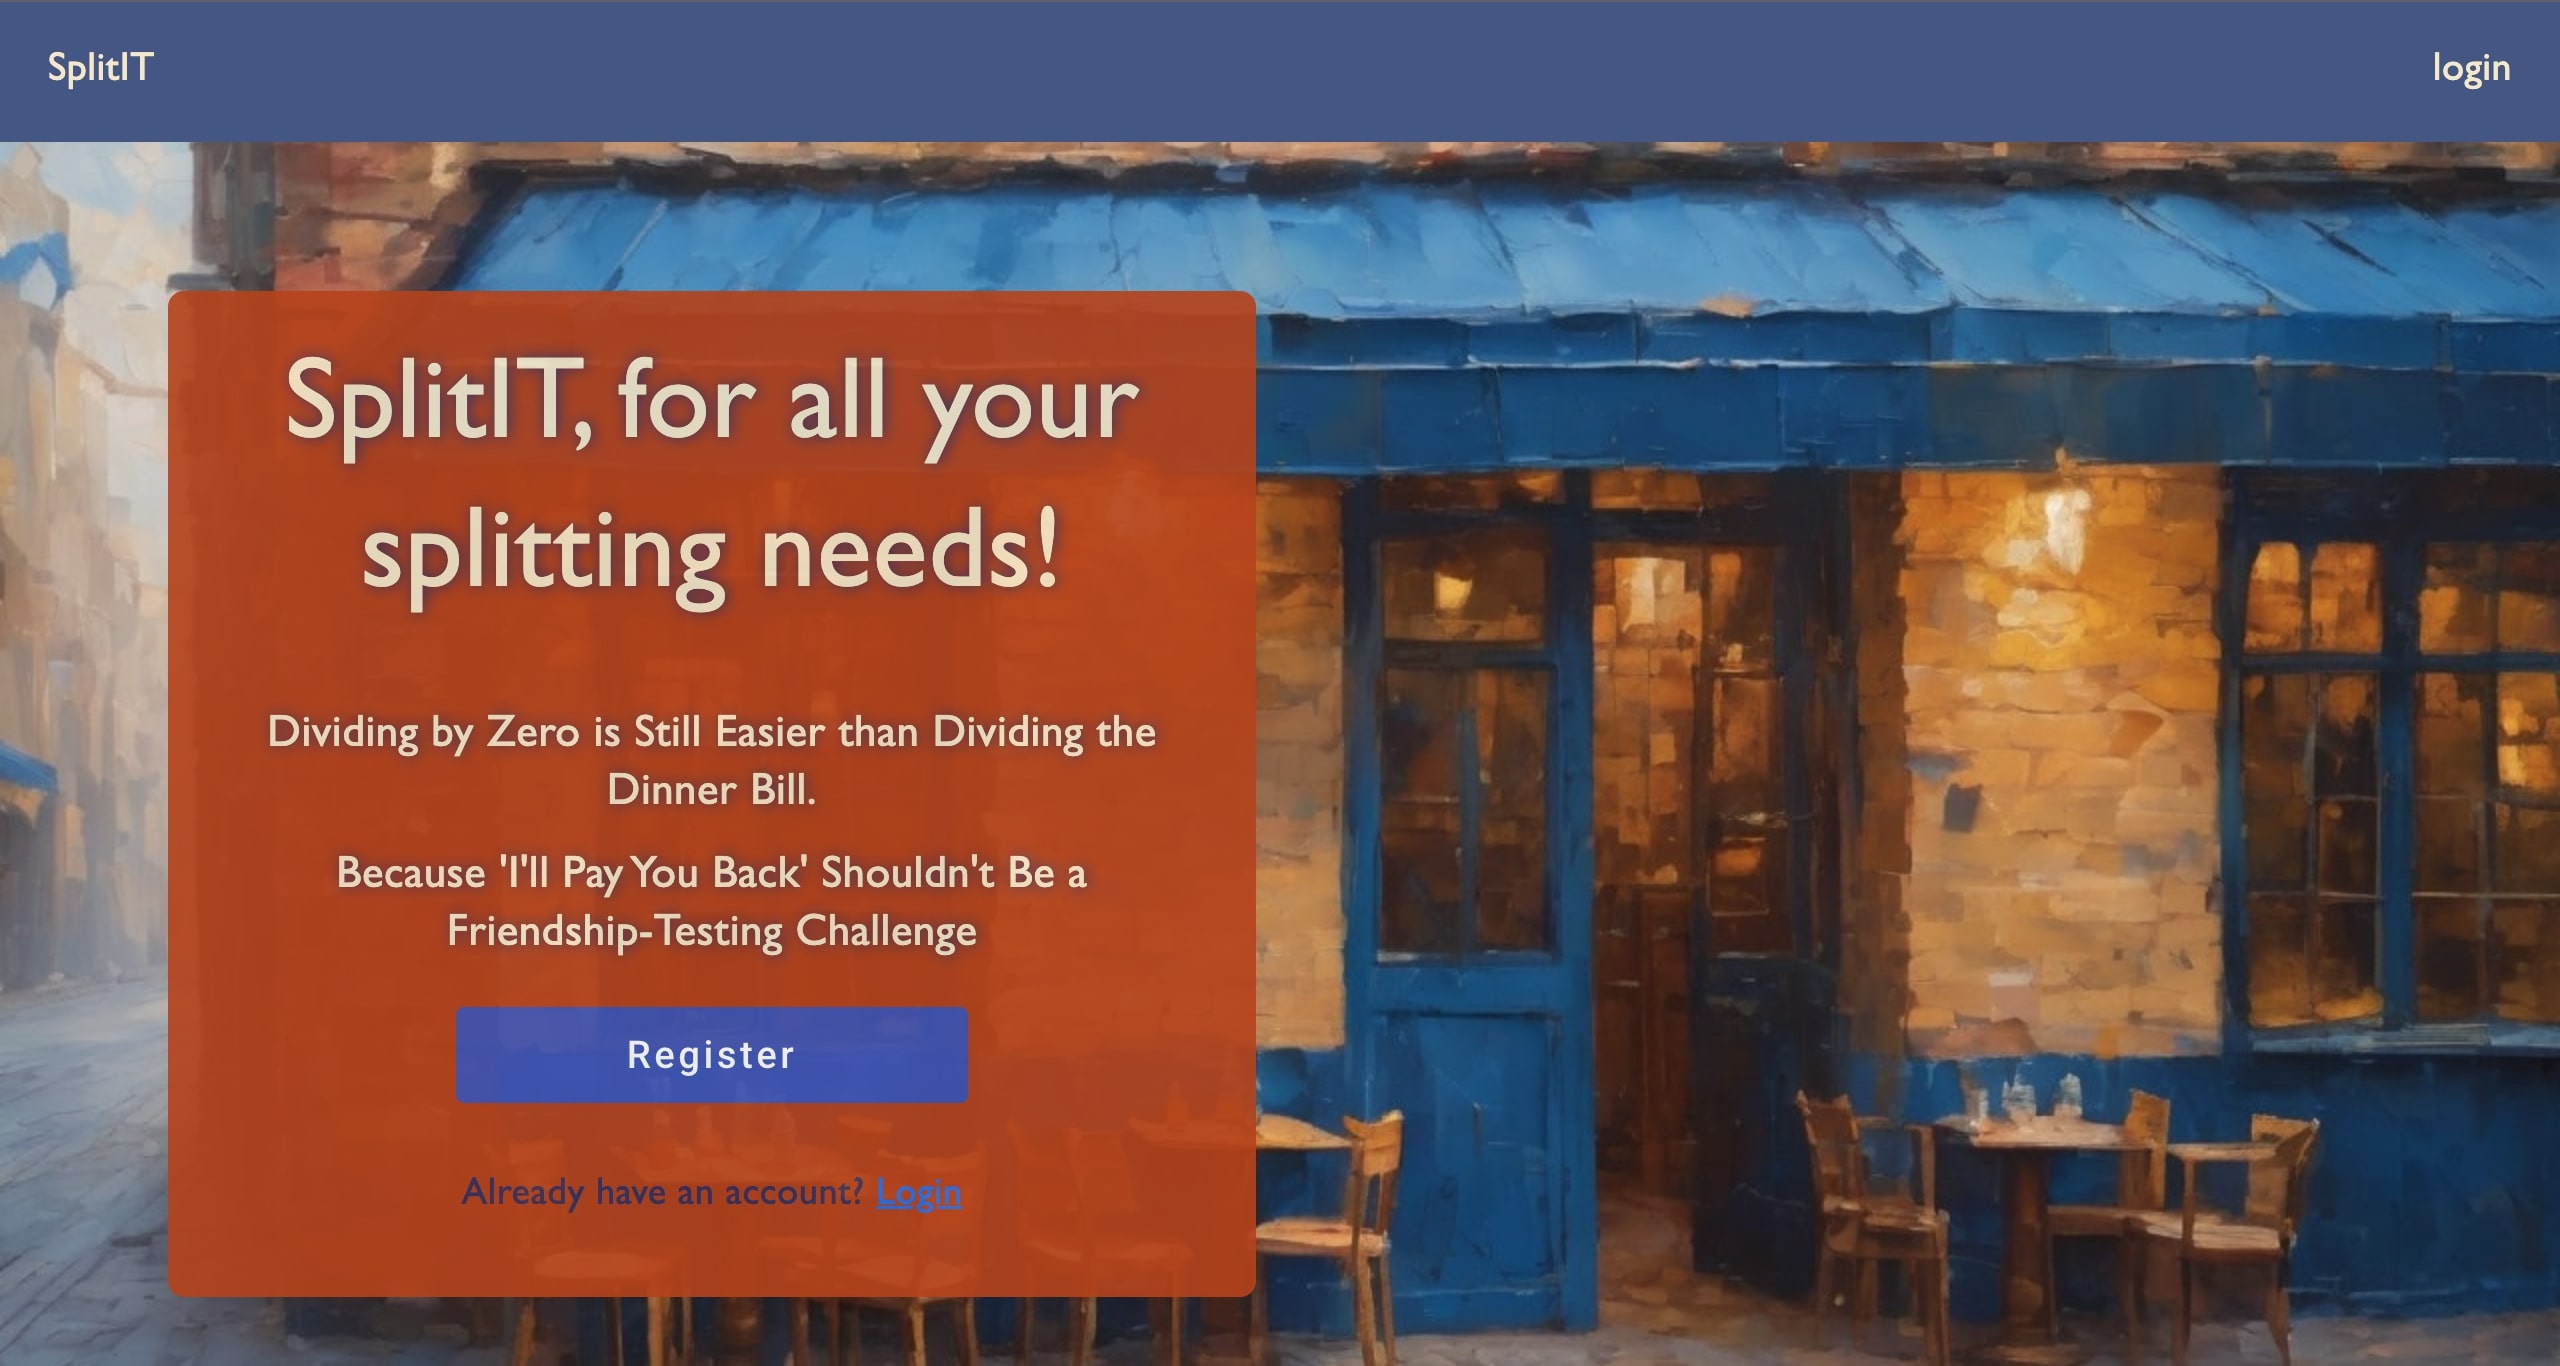 SplitIT
login
SplitIT, for all your
splitting needs!
Dividing by Zero is Still Easier than Dividing the
Dinner Bill.
Because 'I'll Pay You Back' Shouldn't Be a
Friendship-Testing Challenge
Register
Already have an account? Login